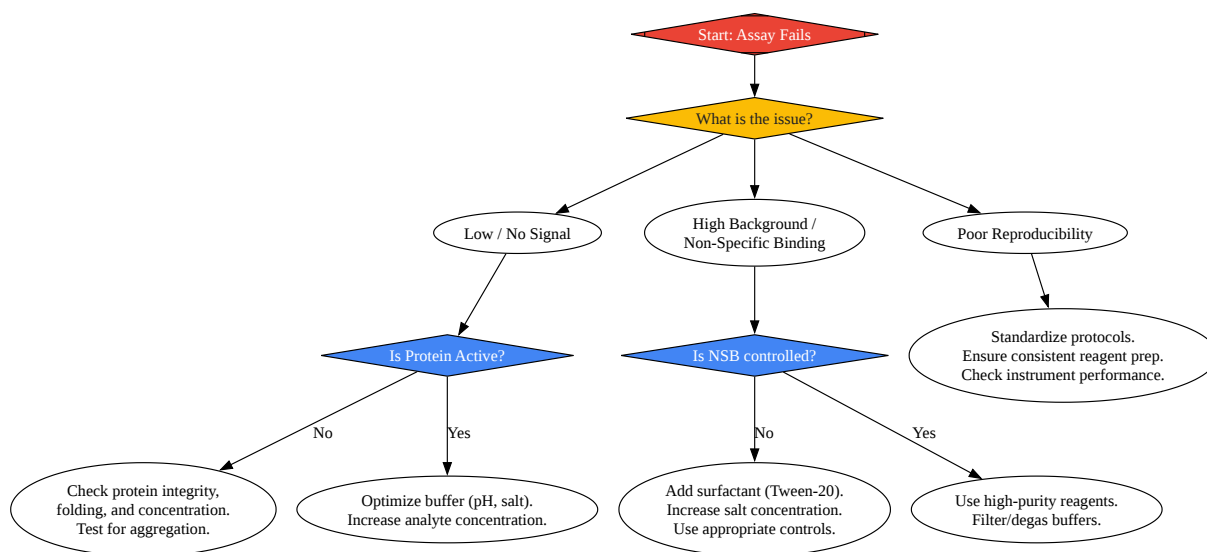 Start: Assay Fails
What is the issue?
Low / No Signal
High Background /
Non-Specific Binding
Poor Reproducibility
Is Protein Active?
Is NSB controlled?
Standardize protocols.
Ensure consistent reagent prep.
Check instrument performance.
No
Yes
No
Yes
Check protein integrity,
folding, and concentration.
Test for aggregation.
Optimize buffer (pH, salt).
Increase analyte concentration.
Add surfactant (Tween-20).
Increase salt concentration.
Use appropriate controls.
Use high-purity reagents.
Filter/degas buffers.